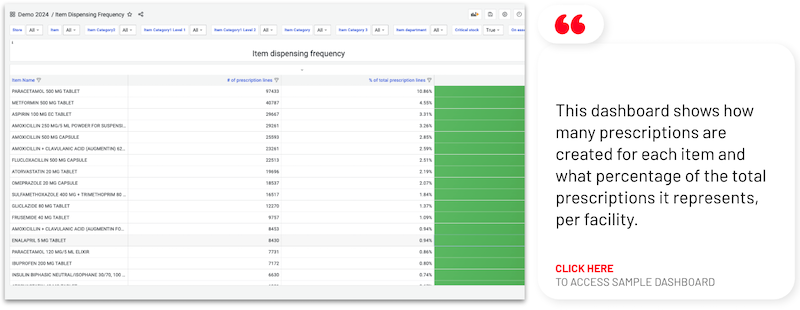 Demo 2024 / Item Dispensing Frequency
Store All Item All Item Category3 All Item Category1 Level 1 All Item Category1 Level 2 All Item Category All Item Category2 All Item department All Critical stock True
Item dispensing frequency
Item Name # of prescription lines % of total prescription lines
PARACETAMOL 500 MG TABLET 57433 10.86%
METFORMIN 500 MG TABLET 40787 4.55%
ASPIRIN 100 MG EC TABLET 29667 3.31%
AMOXICILLIN 250 MG/5 ML POWDER FOR SUSPENSI... 29261 3.26%
AMOXICILLIN 500 MG CAPSULE 25593 2.85%
AMOXICILLIN + CLAVULANIC ACID (AUGMENTIN) 62... 23261 2.59%
FLUCLOXACILLIN 500 MG CAPSULE 22513 2.51%
ATORVASTATIN 20 MG TABLET 19696 2.19%
OMEPRAZOLE 20 MG CAPSULE 18537 2.07%
SULFAMETHOXAZOLE 400 MG + TRIMETHOPRIM 80 ... 16517 1.84%
GLICLAZIDE 80 MG TABLET 12270 1.37%
FRUSEMIDE 40 MG TABLET 9757 1.09%
AMOXICILLIN + CLAVULANIC ACID (AUGMENTIN FO... 8453 0.94%
ENALAPRIL 5 MG TABLET 8430 0.94%
PARACETAMOL 120 MG/5 ML ELIXIR 7731 0.86%
IBUPROFEN 200 MG TABLET 7172 0.80%
INSULIN BIPHASIC NEUTRAL/ISOPHANE 30/70, 100 ... 6630 0.74%
This dashboard shows how
many prescriptions are
created for each item and
what percentage of the total
prescriptions it represents,
per facility.
CLICK HERE
TO ACCESS SAMPLE DASHBOARD